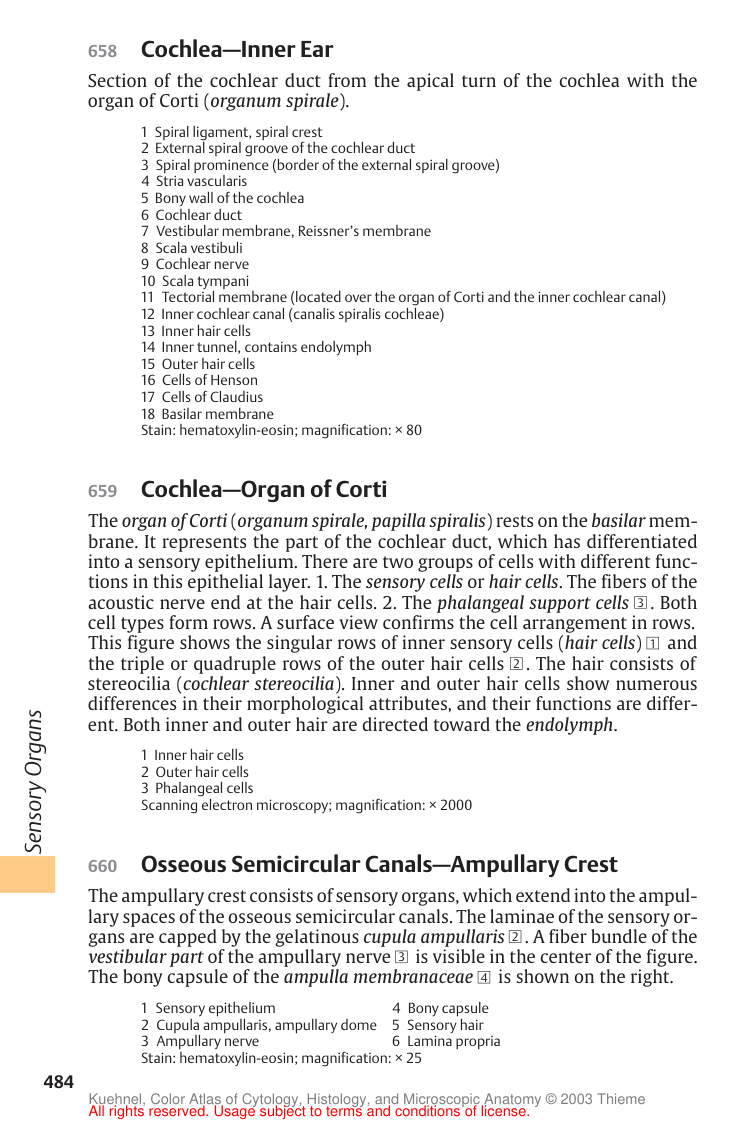 658 Cochlea—Inner Ear
Section of the cochlear duct from the apical turn of the cochlea with the
organ of Corti (organum spirale).
1 Spiral ligament, spiral crest
2 External spiral groove of the cochlear duct
3 Spiral prominence (border of the external spiral groove)
4 Stria vascularis
5 Bony wall of the cochlea
6 Cochlear duct
7 Vestibular membrane, Reissner's membrane
8 Scala vestibuli
9 Cochlear nerve
10 Scala tympani
11 Tectorial membrane (located over the organ of Corti and the inner cochlear canal)
12 Inner cochlear canal (canalis spiralis cochleae)
13 Inner hair cells
14 Inner tunnel, contains endolymph
15 Outer hair cells
16 Cells of Henson
17 Cells of Claudius
18 Basilar membrane
Stain: hematoxylin-eosin; magnification: × 80
659 Cochlea—Organ of Corti
The organ of Corti (organum spirale, papilla spiralis) rests on the basilar mem-
brane. It represents the part of the cochlear duct, which has differentiated
into a sensory epithelium. There are two groups of cells with different func-
tions in this epithelial layer. 1. The sensory cells or hair cells. The fibers of the
acoustic nerve end at the hair cells. 2. The phalangeal support cells 3. Both
cell types form rows. A surface view confirms the cell arrangement in rows.
This figure shows the singular rows of inner sensory cells (hair cells) 1 and
the triple or quadruple rows of the outer hair cells 2. The hair consists of
stereocilia (cochlear stereocilia). Inner and outer hair cells show numerous
differences in their morphological attributes, and their functions are differ-
ent. Both inner and outer hair are directed toward the endolymph.
1 Inner hair cells
2 Outer hair cells
3 Phalangeal cells
Scanning electron microscopy; magnification: × 2000
660 Osseous Semicircular Canals—Ampullary Crest
The ampullary crest consists of sensory organs, which extend into the ampul-
lary spaces of the osseous semicircular canals. The laminae of the sensory or-
gans are capped by the gelatinous cupula ampullaris 2. A fiber bundle of the
vestibular part of the ampullary nerve 3 is visible in the center of the figure.
The bony capsule of the ampulla membranacea 4 is shown on the right.
1 Sensory epithelium
2 Cupula ampullaris, ampullary dome
3 Ampullary nerve
4 Bony capsule
5 Sensory hair
6 Lamina propria
Stain: hematoxylin-eosin; magnification: × 25
Sensory Organs
484
Kuehnel, Color Atlas of Cytology, Histology, and Microscopic Anatomy © 2003 Thieme
All rights reserved. Usage subject to terms and conditions of license.